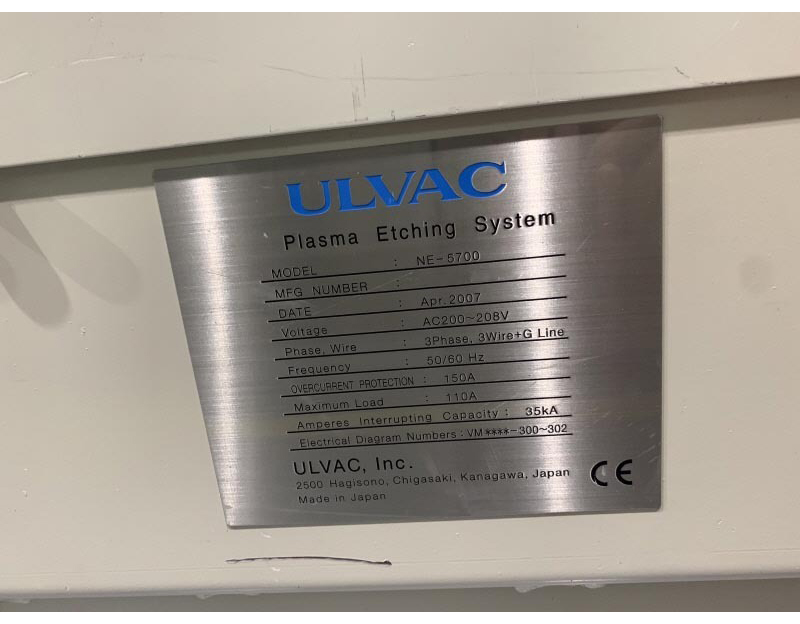 ULVAC
Plasma Etching System
MODEL : NE-5700
MFG NUMBER :
DATE : Apr.2007
Voltage : AC200~208V
Phase, Wire : 3Phase, 3Wire+G Line
Frequency : 50/60 Hz
OVERCURRENT PROTECTION : 150A
Maximum Load : 110A
Amperes Interrupting Capacity : 35kA
Electrical Diagram Numbers : VM****-300~302
ULVAC, Inc.
2500 Hagisono, Chigasaki, Kanagawa, Japan
Made in Japan
CE